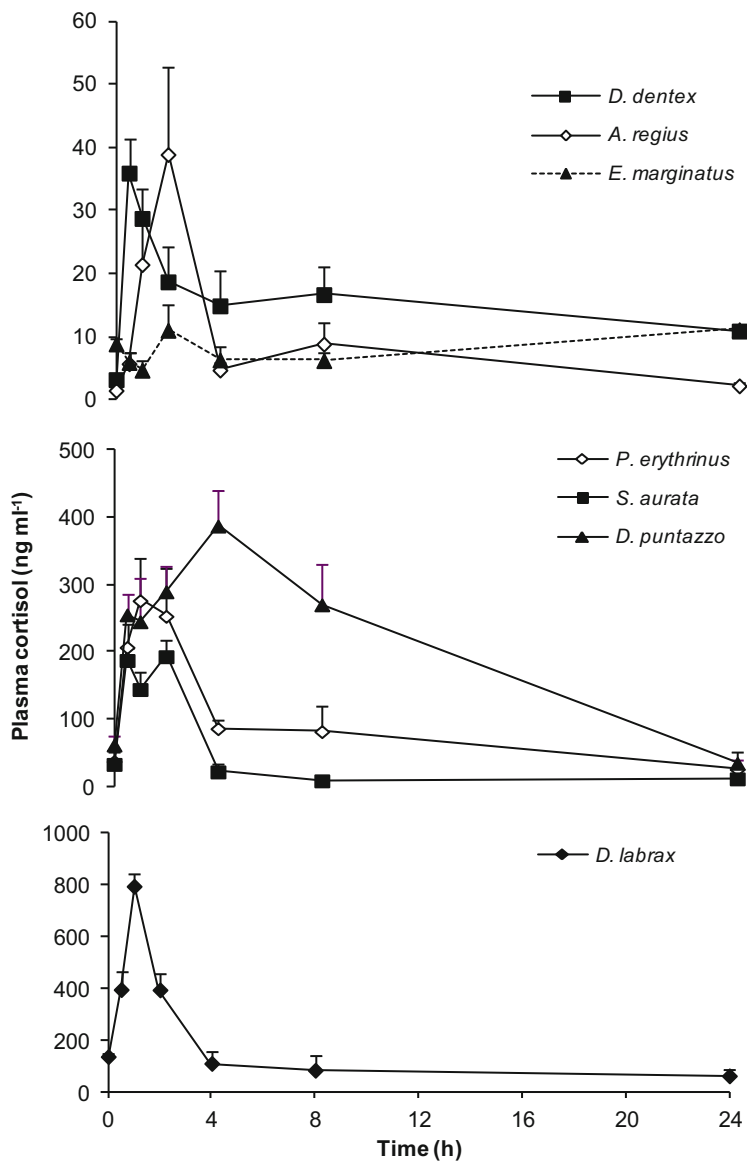 60
50
40
30
20
10
0
D. dentex
A. regius
E. marginatus
500
400
300
200
100
0
P. erythrinus
S. aurata
D. puntazzo
Plasma cortisol (ng ml⁻¹)
1000
800
600
400
200
0
D. labrax
0 4 8 12 16 20 24
Time (h)